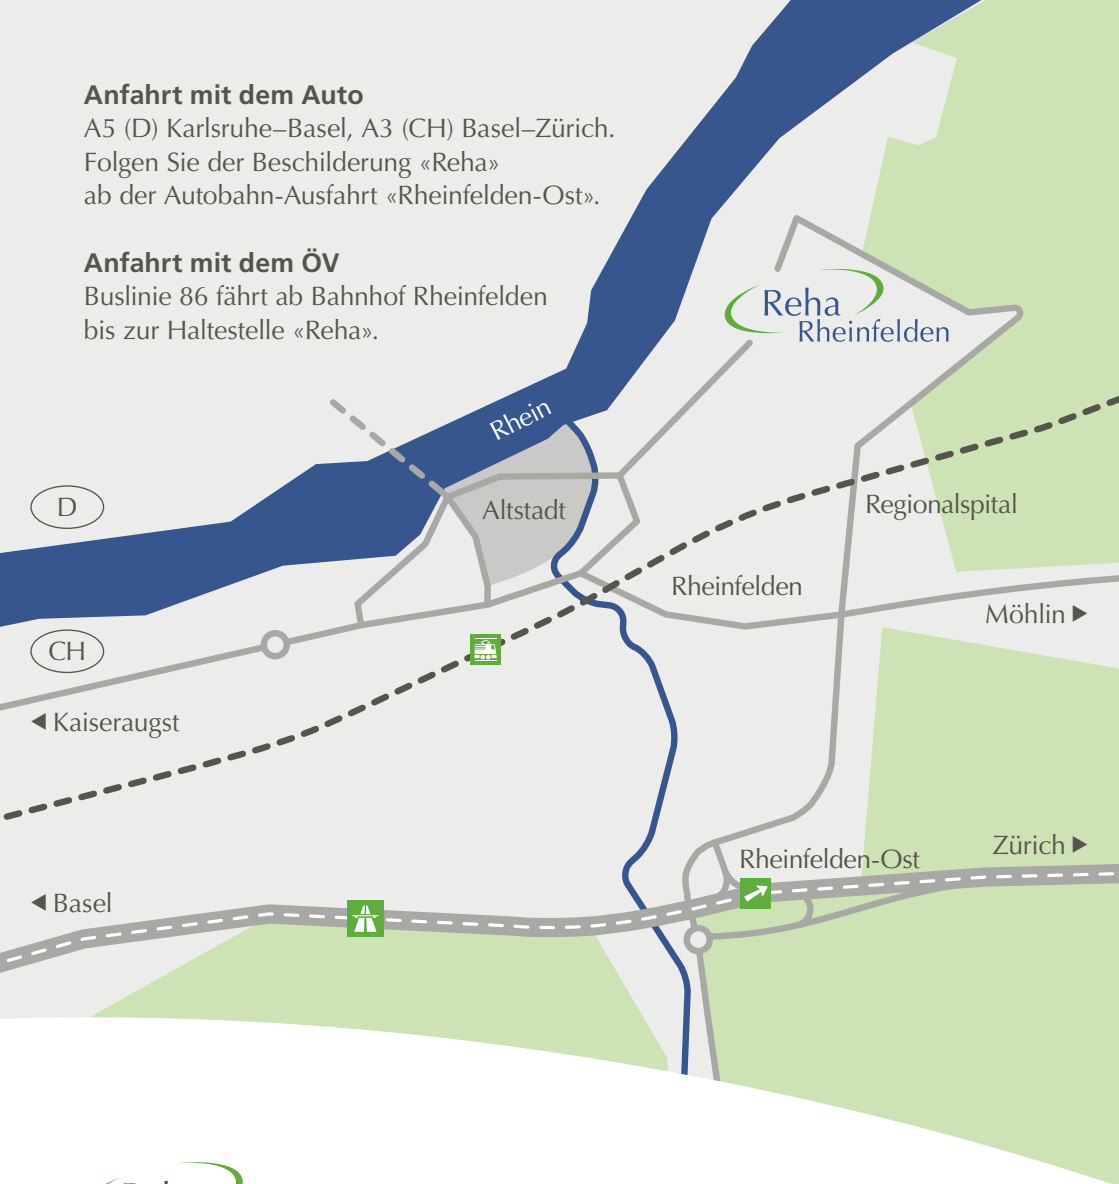 Anfahrt mit dem Auto
A5 (D) Karlsruhe–Basel, A3 (CH) Basel–Zürich.
Folgen Sie der Beschilderung «Reha»
ab der Autobahn-Ausfahrt «Rheinfelden-Ost».
Anfahrt mit dem ÖV
Buslinie 86 fährt ab Bahnhof Rheinfelden
bis zur Haltestelle «Reha».
Reha
Rheinfelden
Rhein
D
Altstadt
Regionalspital
Rheinfelden
Möhlin
CH
Kaiseraugst
Zürich
Rheinfelden-Ost
Basel